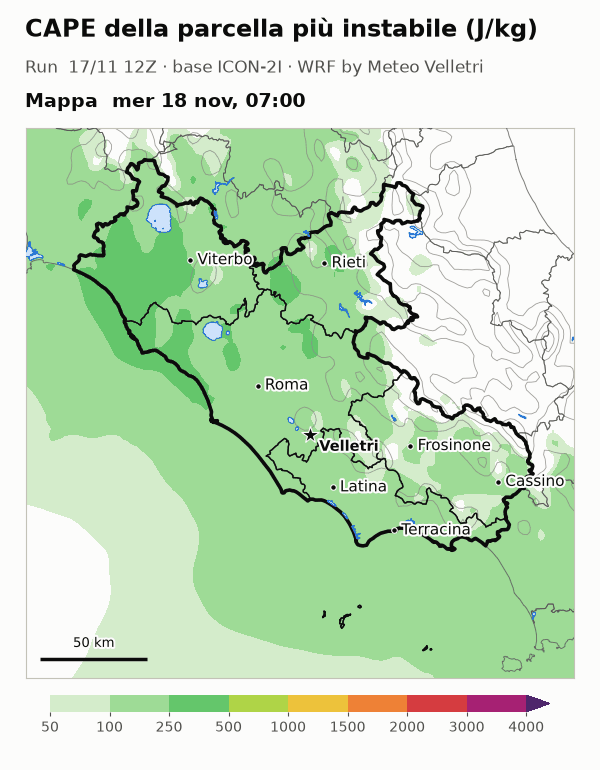 CAPE della parcella più instabile (J/kg)
Run  17/11 12Z · base ICON-2I · WRF by Meteo Velletri
Mappa  mer 18 nov, 07:00
Viterbo
Rieti
Roma
Velletri
Frosinone
Cassino
Latina
Terracina
50 km
50 100 250 500 1000 1500 2000 3000 4000